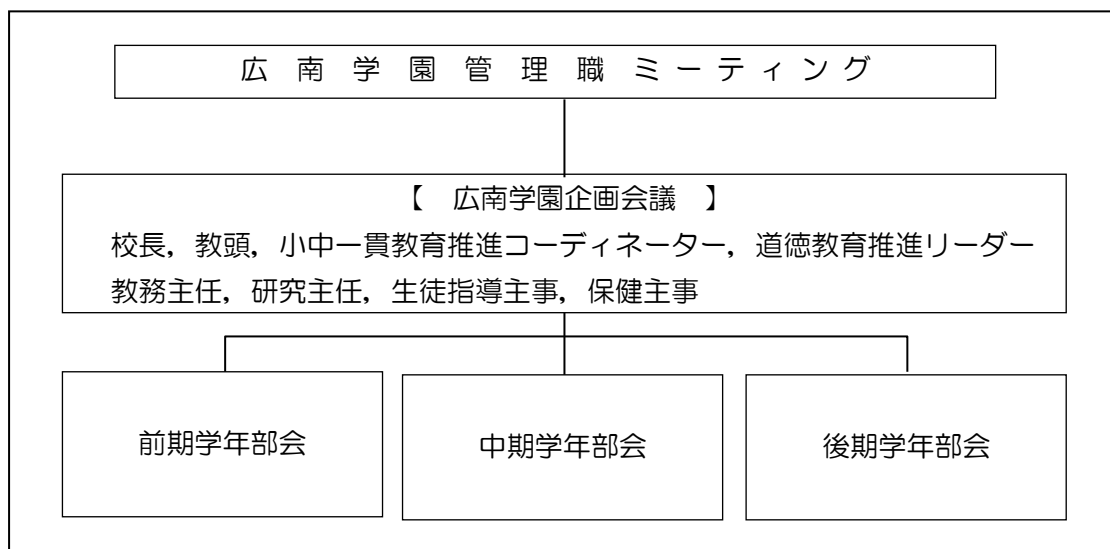 広南学園管理職ミーティング
【 広南学園企画会議 】
校長，教頭，小中一貫教育推進コーディネーター，道徳教育推進リーダー
教務主任，研究主任，生徒指導主事，保健主事
前期学年部会
中期学年部会
後期学年部会